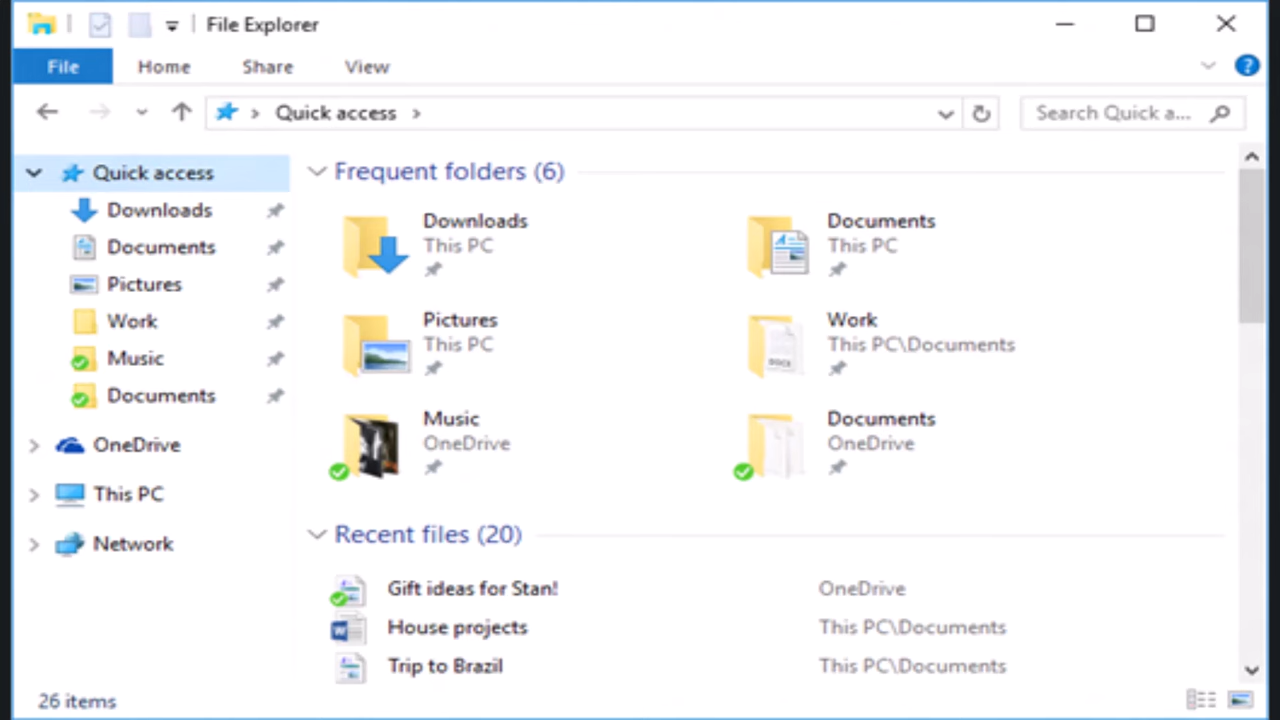 File Explorer
File Home Share View
Quick access
Search Quick a...
Quick access
Downloads
Documents
Pictures
Work
Music
Documents
OneDrive
This PC
Network
Frequent folders (6)
Downloads
This PC
Documents
This PC
Pictures
This PC
Work
This PC\Documents
DOCX
Music
OneDrive
Documents
OneDrive
Recent files (20)
Gift ideas for Stan! OneDrive
House projects This PC\Documents
Trip to Brazil This PC\Documents
26 items